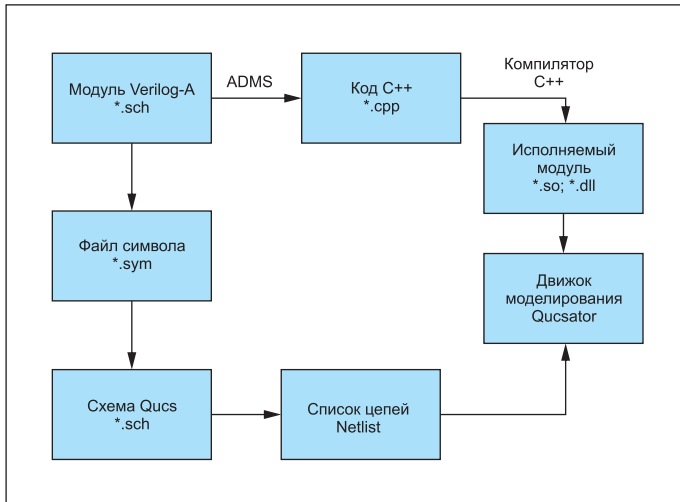 Модуль Verilog-A
*.sch
ADMS
Код C++
*.cpp
Компилятор
C++
Исполняемый
модуль
*.so; *.dll
Файл символа
*.sym
Движок
моделирования
Qucsator
Схема Qucs
*.sch
Список цепей
Netlist